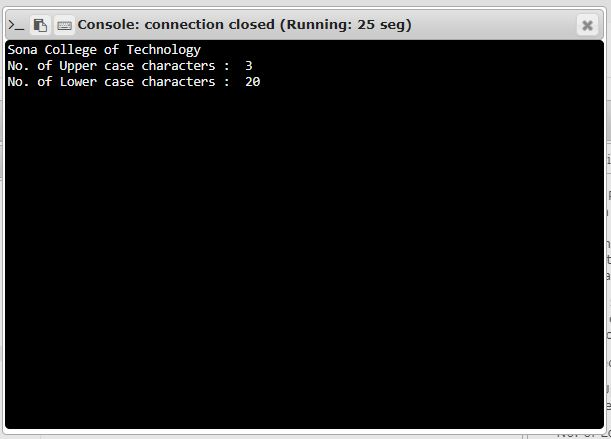 >_ Console: connection closed (Running: 25 seg)
Sona College of Technology
No. of Upper case characters :  3
No. of Lower case characters :  20